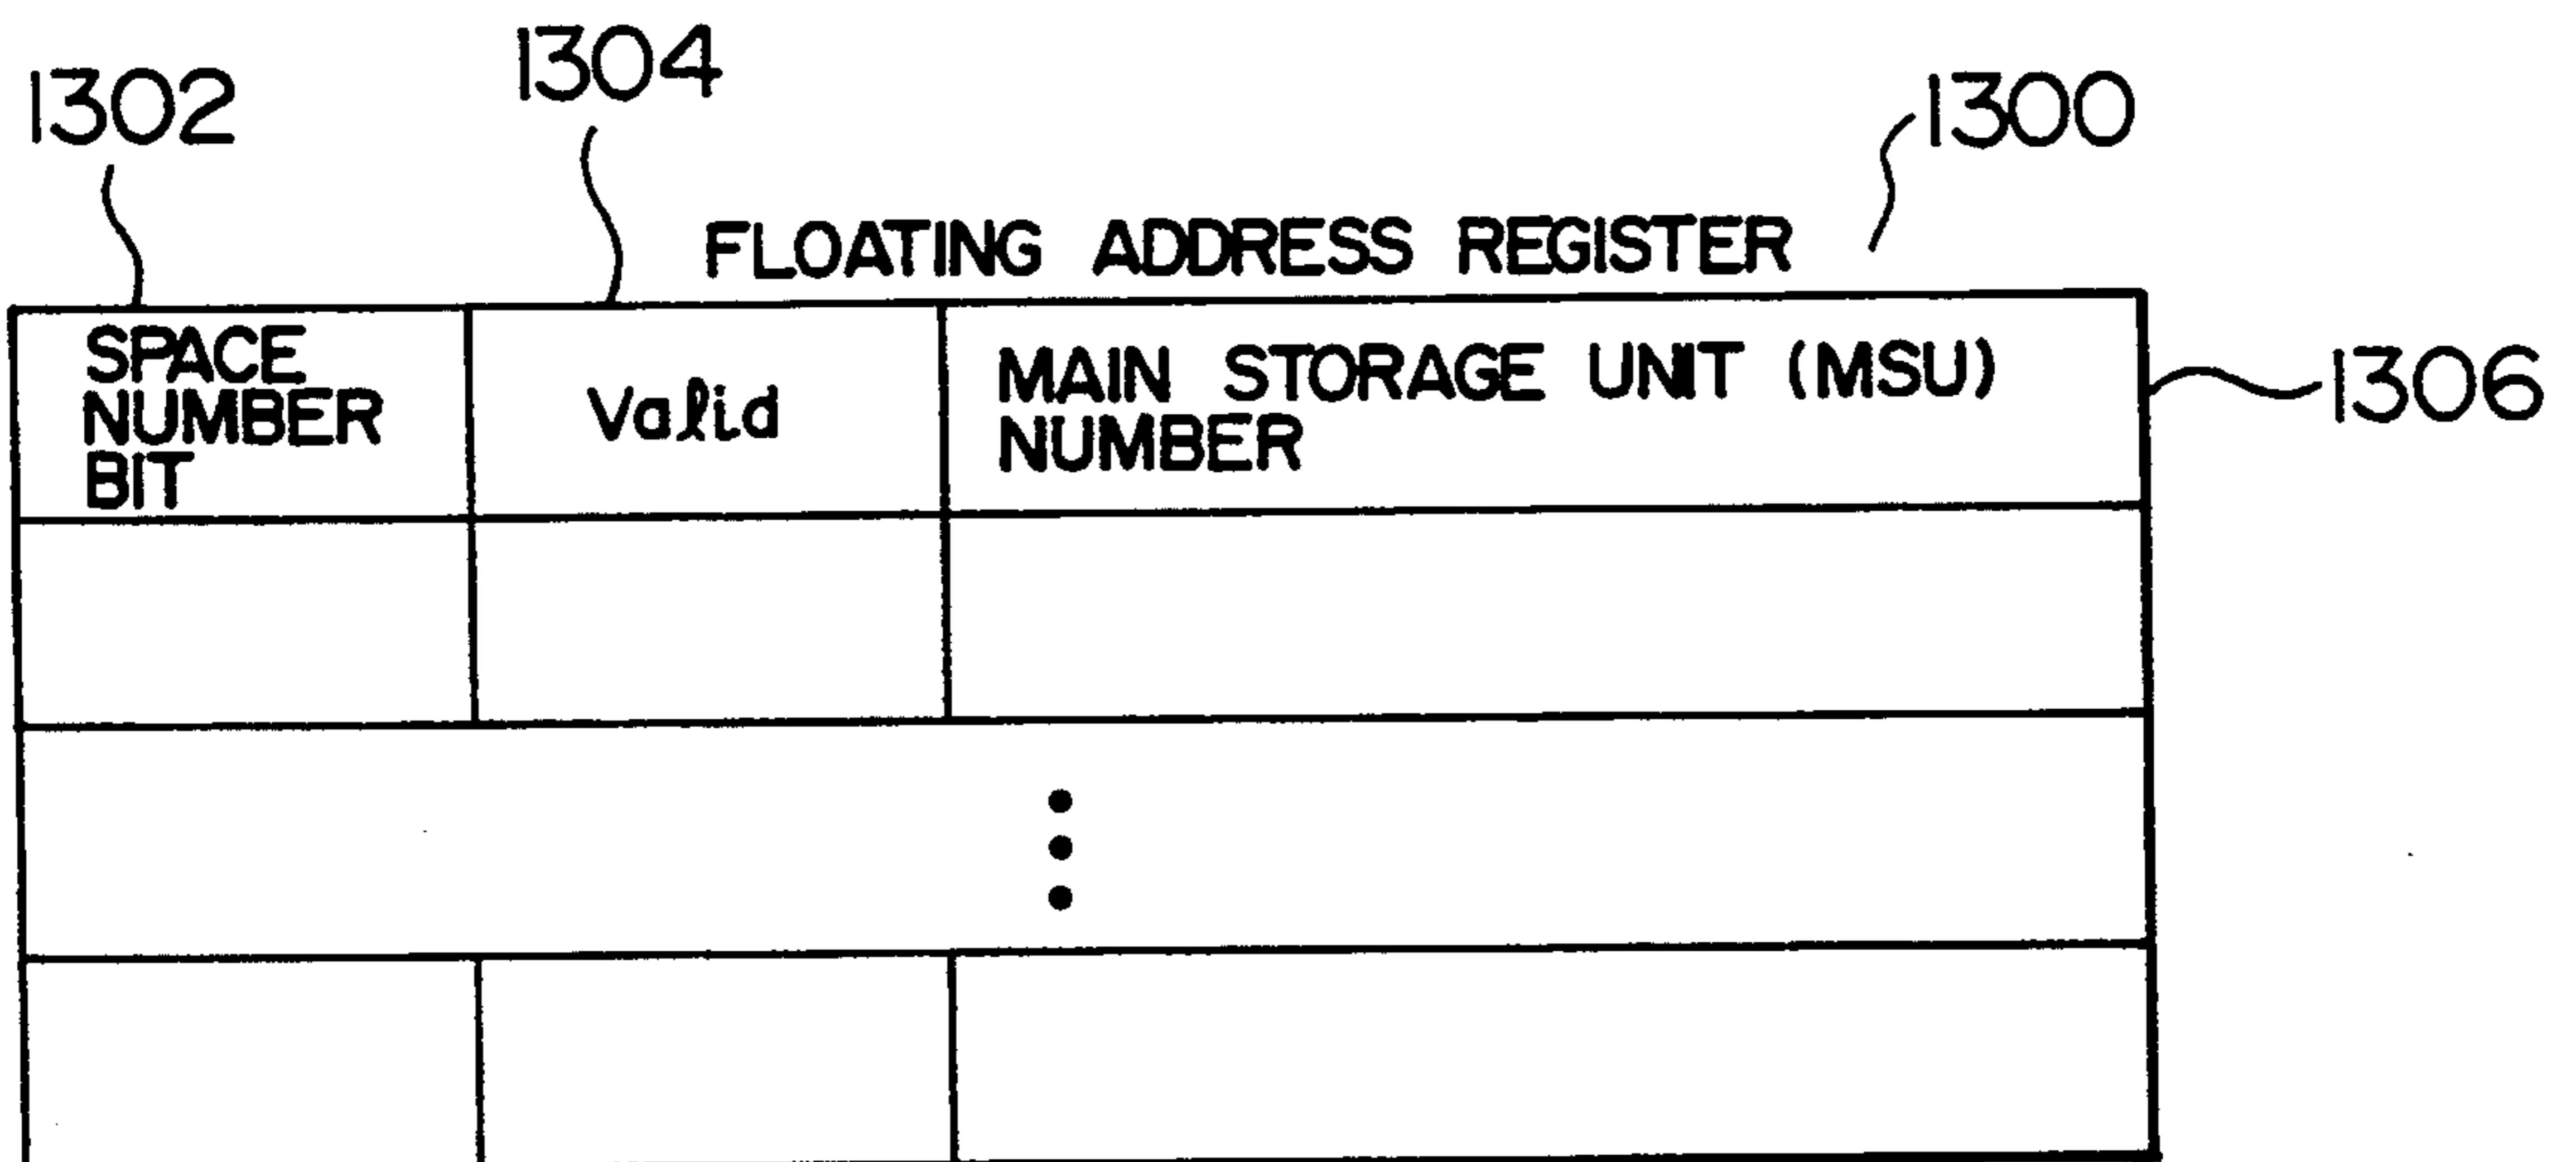 1302
1304
1300
FLOATING ADDRESS REGISTER
SPACE
NUMBER
BIT
Valid
MAIN STORAGE UNIT (MSU)
NUMBER
1306